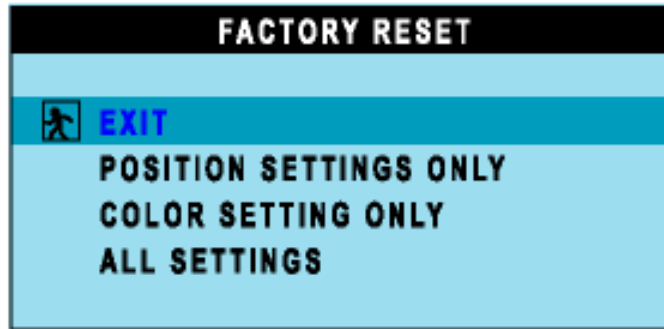 FACTORY RESET
EXIT
POSITION SETTINGS ONLY
COLOR SETTING ONLY
ALL SETTINGS